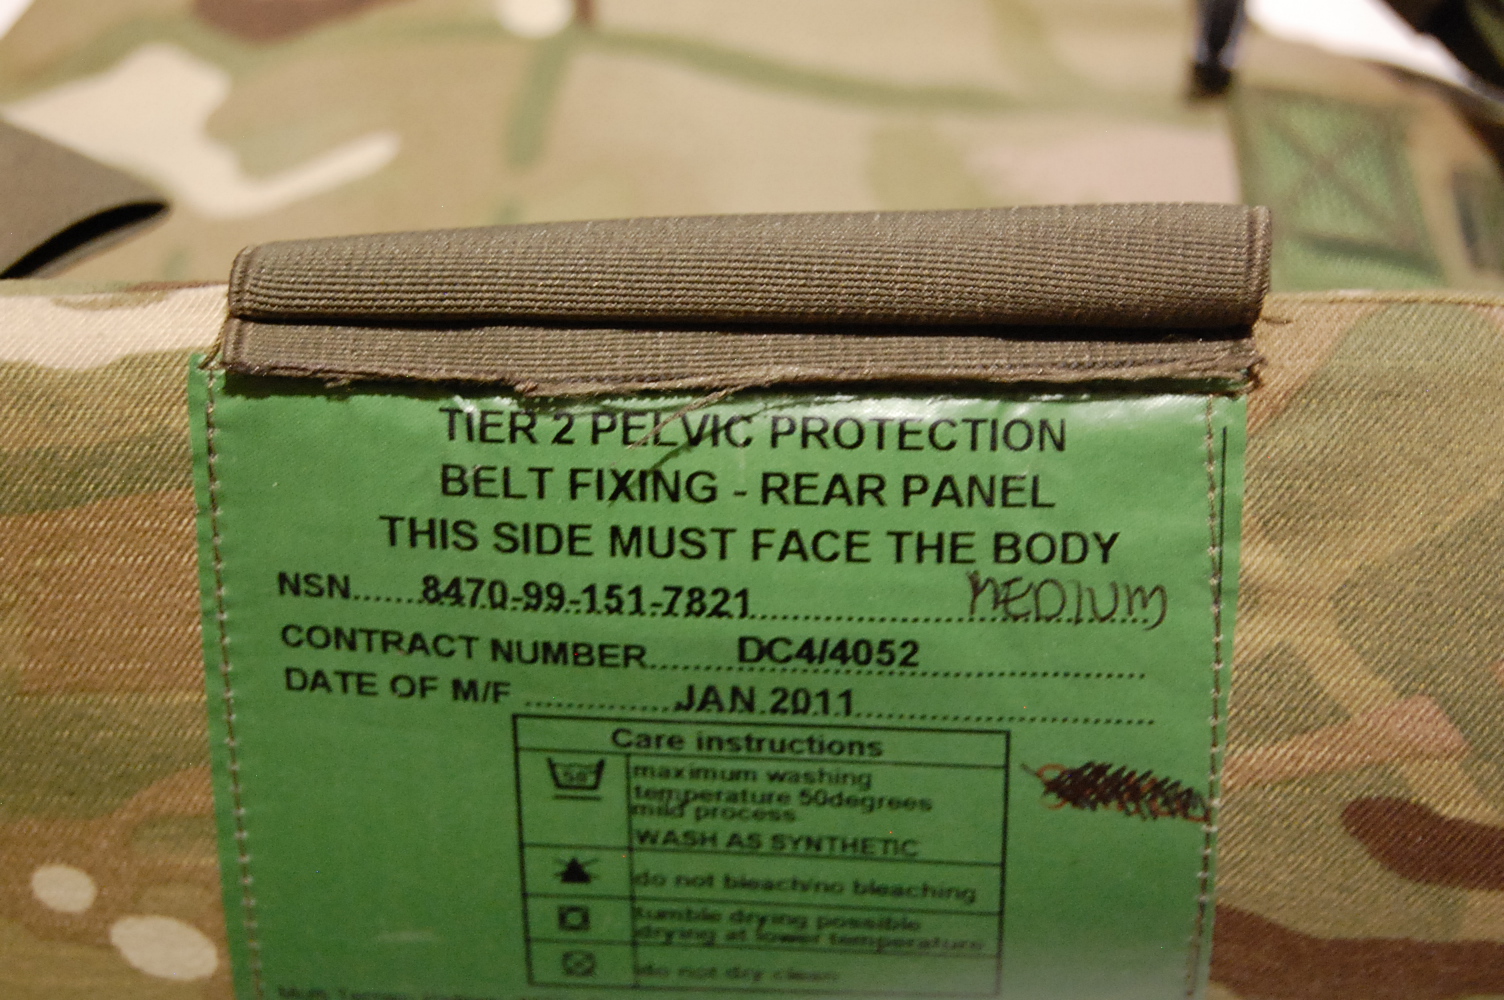 TIER 2 PELVIC PROTECTION
BELT FIXING - REAR PANEL
THIS SIDE MUST FACE THE BODY
NSN......8470-99-151-7821.......................MEDIUM
CONTRACT NUMBER......DC4/4052..........................
DATE OF M/F ................JAN 2011...............................
Care instructions
50°
maximum washing
temperature 50degrees
mild process
WASH AS SYNTHETIC
do not bleach/no bleaching
tumble drying possible
drying at lower temperature
do not dry clean